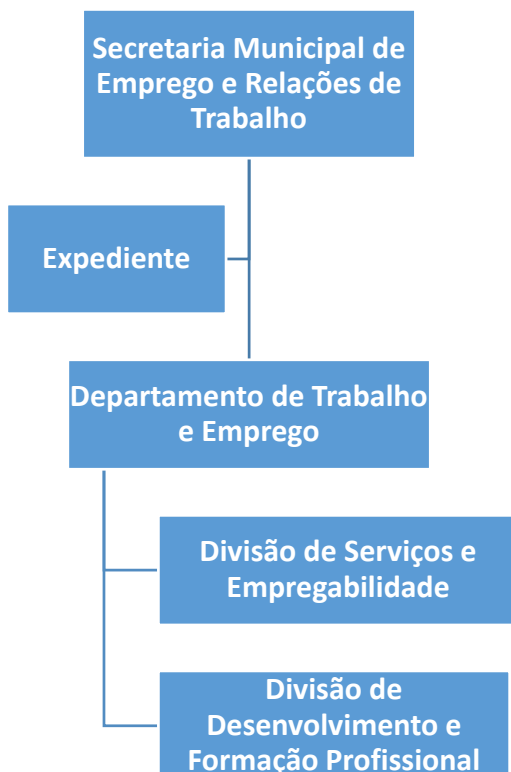 Secretaria Municipal de
Emprego e Relações de
Trabalho
Expediente
Departamento de Trabalho
e Emprego
Divisão de Serviços e
Empregabilidade
Divisão de
Desenvolvimento e
Formação Profissional